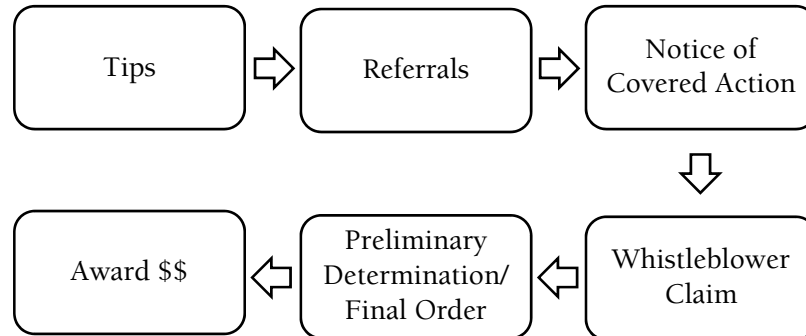 Tips
Referrals
Notice of
Covered Action
Whistleblower
Claim
Preliminary
Determination/
Final Order
Award $$